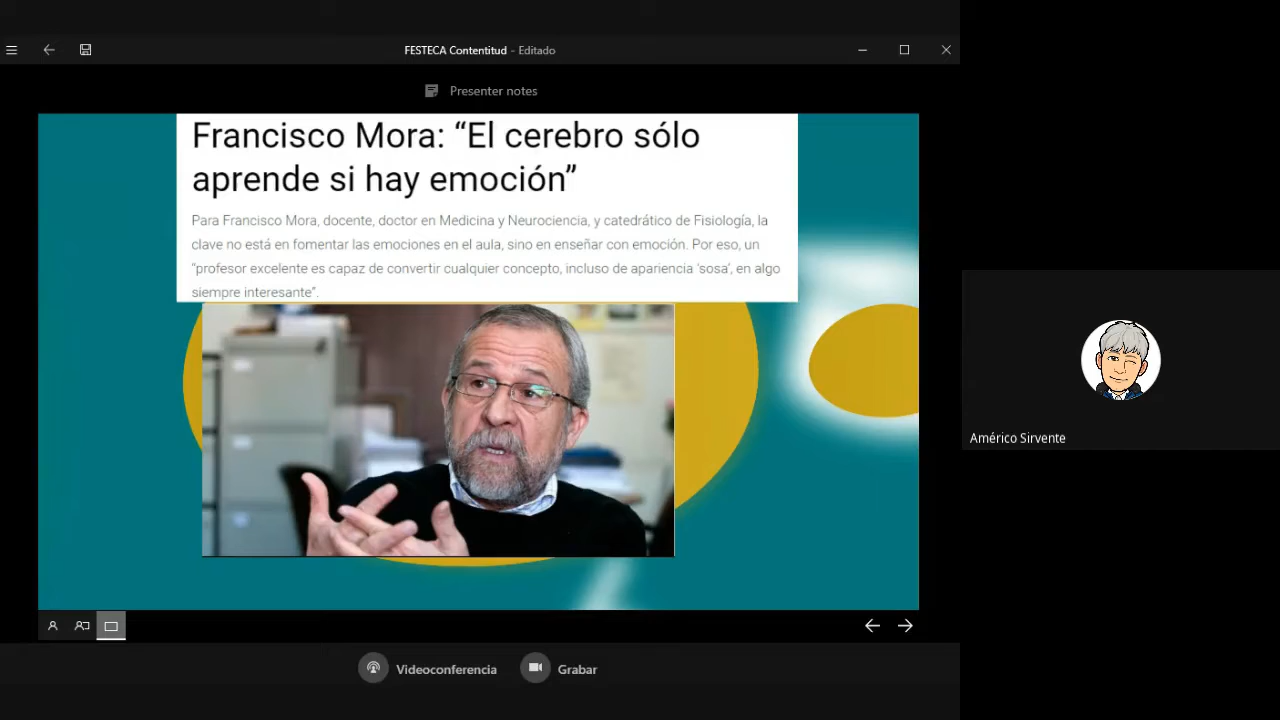 FESTECA Contentitud - Editado
Presenter notes
Francisco Mora: “El cerebro sólo
aprende si hay emoción”
Para Francisco Mora, docente, doctor en Medicina y Neurociencia, y catedrático de Fisiología, la
clave no está en fomentar las emociones en el aula, sino en enseñar con emoción. Por eso, un
“profesor excelente es capaz de convertir cualquier concepto, incluso de apariencia ‘sosa’, en algo
siempre interesante”.
Américo Sirvente
Videoconferencia
Grabar